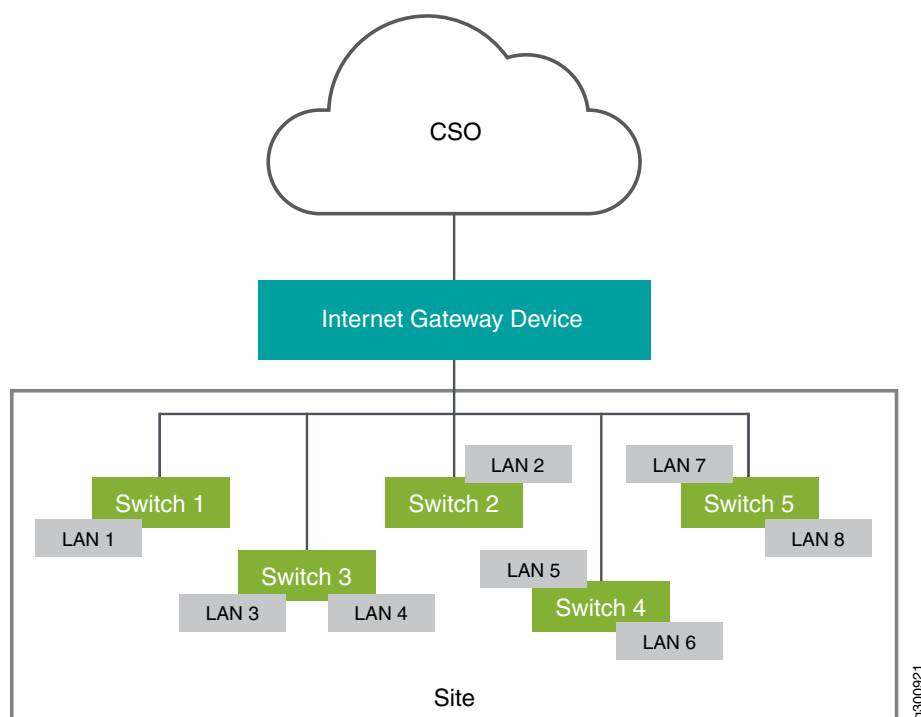 CSO
Internet Gateway Device
LAN 2
LAN 7
Switch 1
Switch 2
Switch 5
LAN 1
LAN 8
LAN 5
Switch 3
LAN 3
LAN 4
Switch 4
LAN 6
Site
g300921